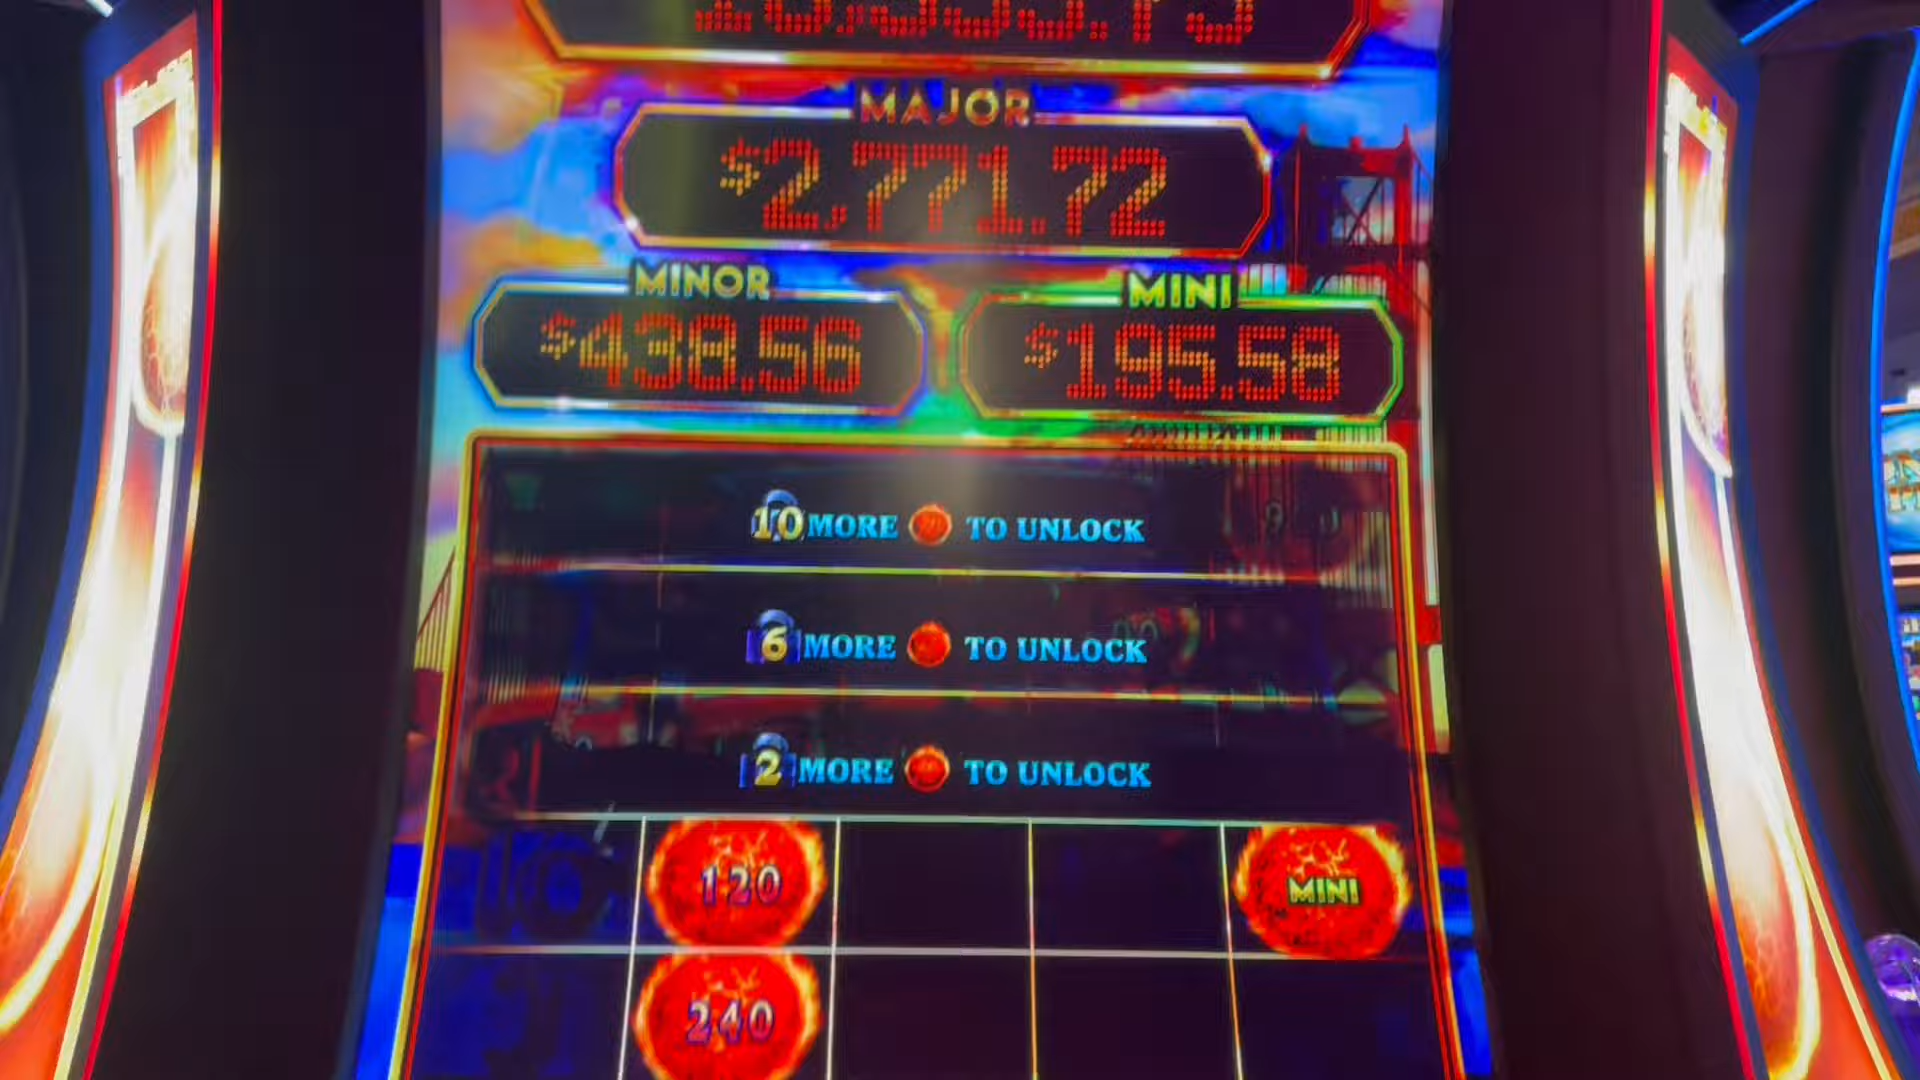 MAJOR
$2,771.72
MINOR
MINI
$438.56
$195.58
10 MORE TO UNLOCK
6 MORE TO UNLOCK
2 MORE TO UNLOCK
120
MINI
240